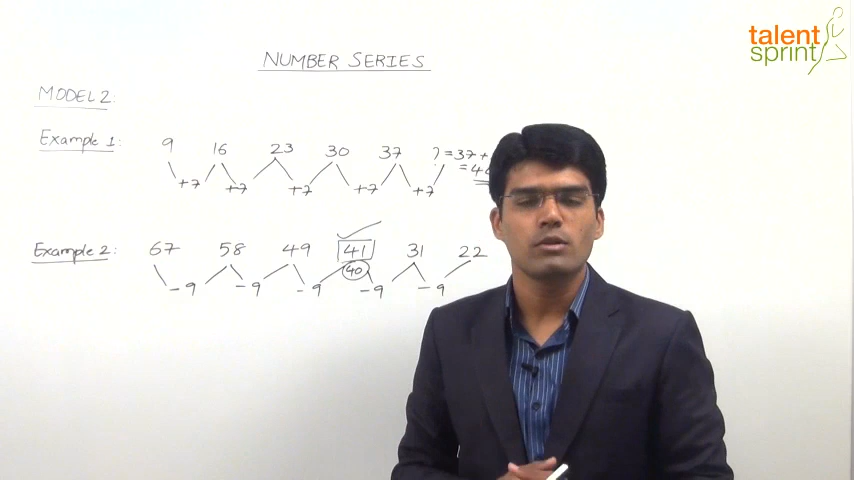 talent
sprint
NUMBER SERIES
MODEL 2:
Example 1: 9 16 23 30 37 ? = 37 +
+7 +7 +7 +7 +7 = 44
Example 2: 67 58 49 41 31 22
40
-9 -9 -9 -9 -9